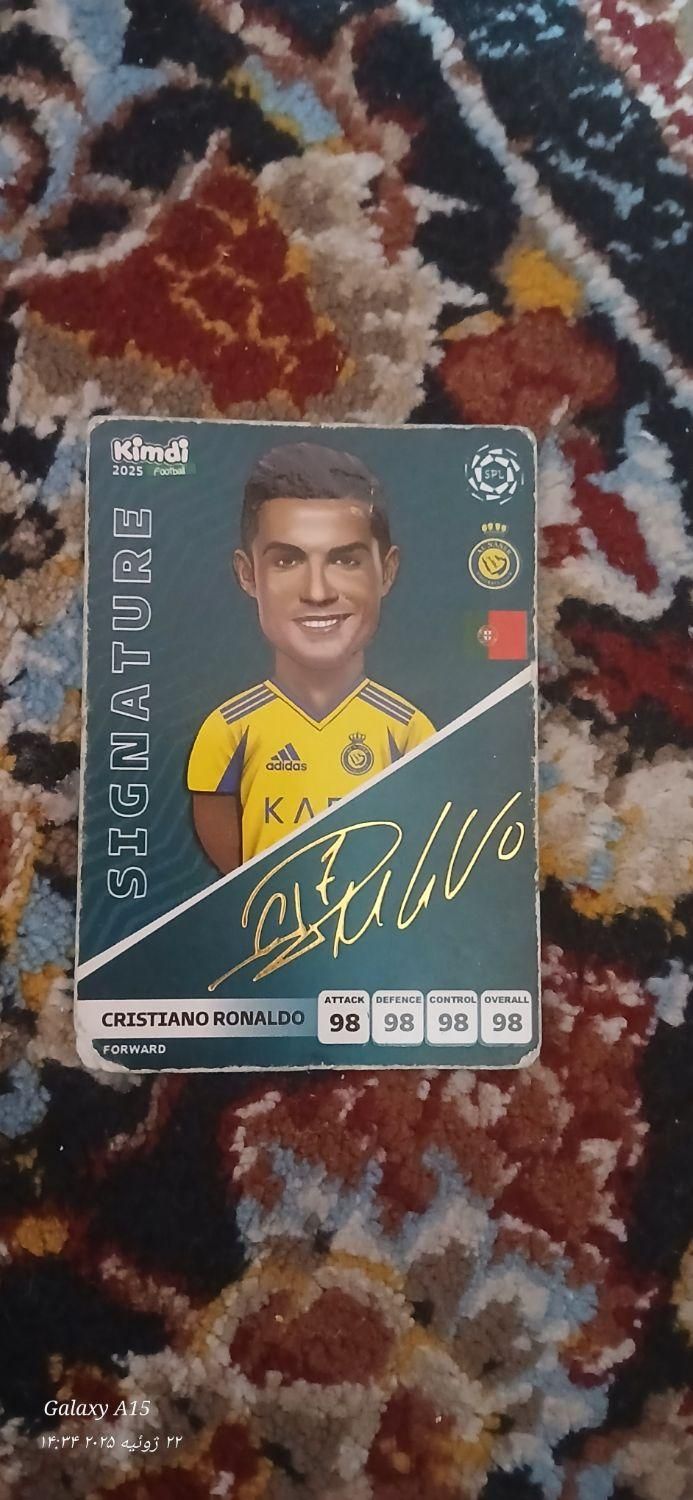 Kimdi
2025 Football
SPL
SIGNATURE
adidas
KAF
CRISTIANO RONALDO
ATTACK
98
DEFENCE
98
CONTROL
98
OVERALL
98
FORWARD
Galaxy A15
۲۲ ژوئیه ۲۰۲۵ ۱۴:۳۴